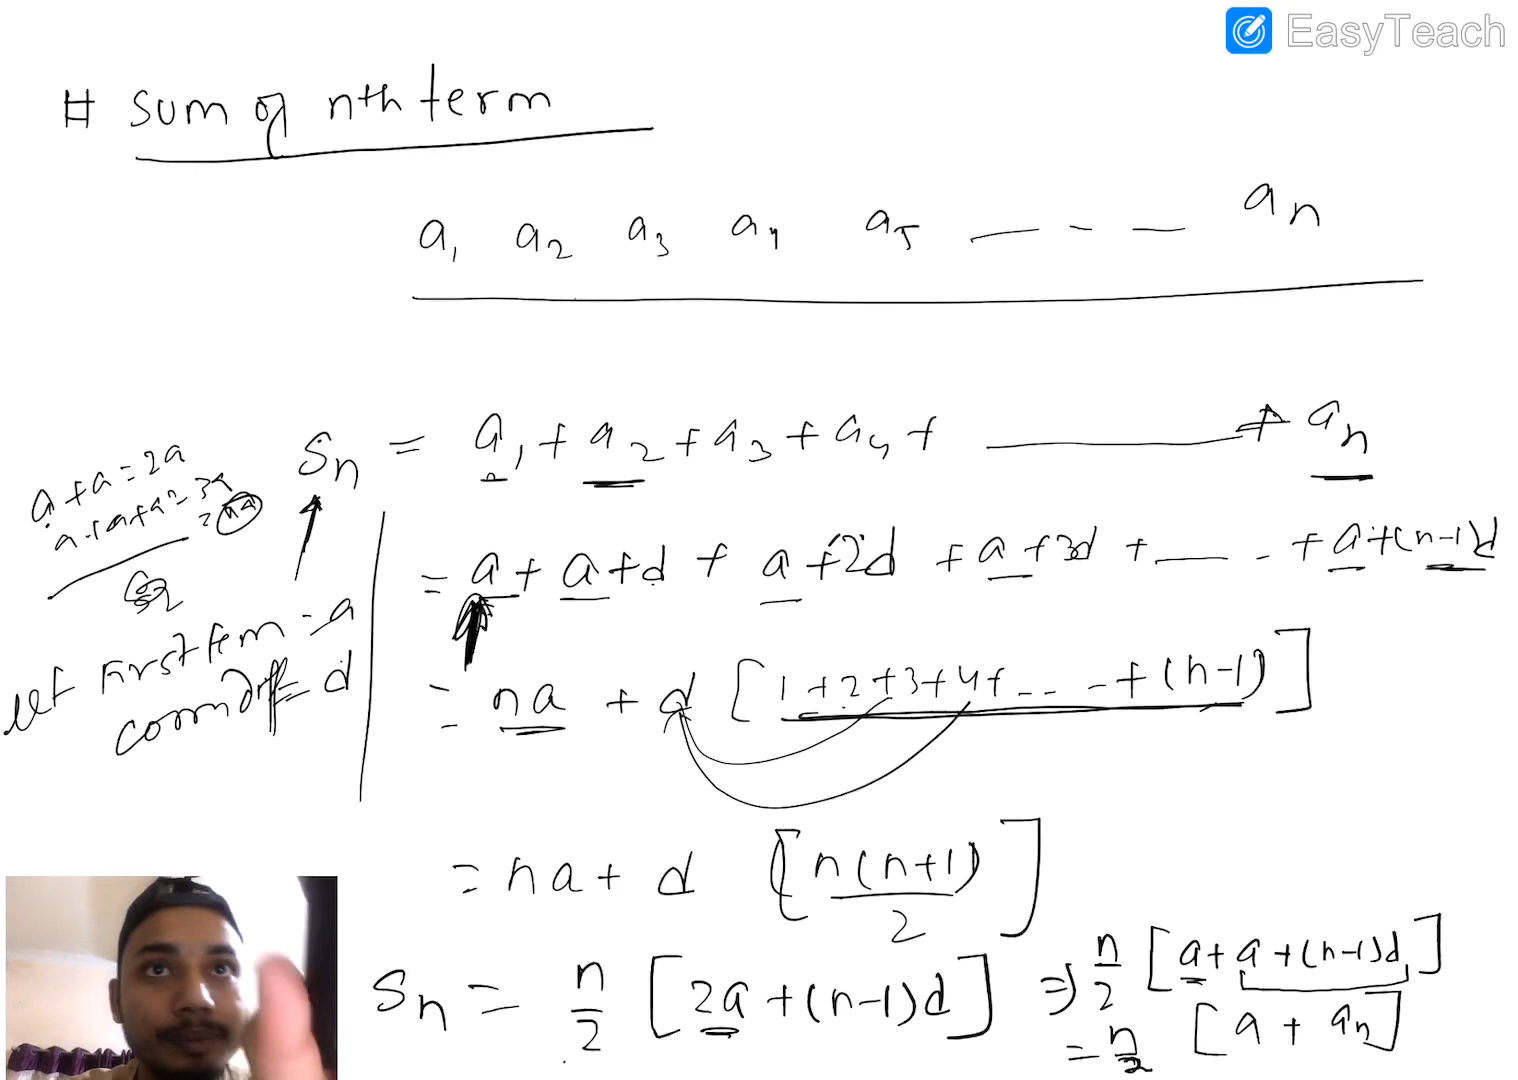 EasyTeach
# sum of nth term
a₁ a₂ a₃ a₄ a₅ — - — aₙ
Sₙ = a₁ + a₂ + a₃ + a₄ + ——— + aₙ
= a + a + d + a + 2d + a + 3d + —— - + a + (n-1)d
= na + d [1 + 2 + 3 + 4 + .. - - + (n-1)]
= na + d [n(n+1)/2]
Sₙ = n/2 [2a + (n-1)d] ⇒ n/2 [a + a + (n-1)d]
= n/2 [a + aₙ]
a + a = 2a
a + a + a = 3a
= na
let First term = a
comm diff = d